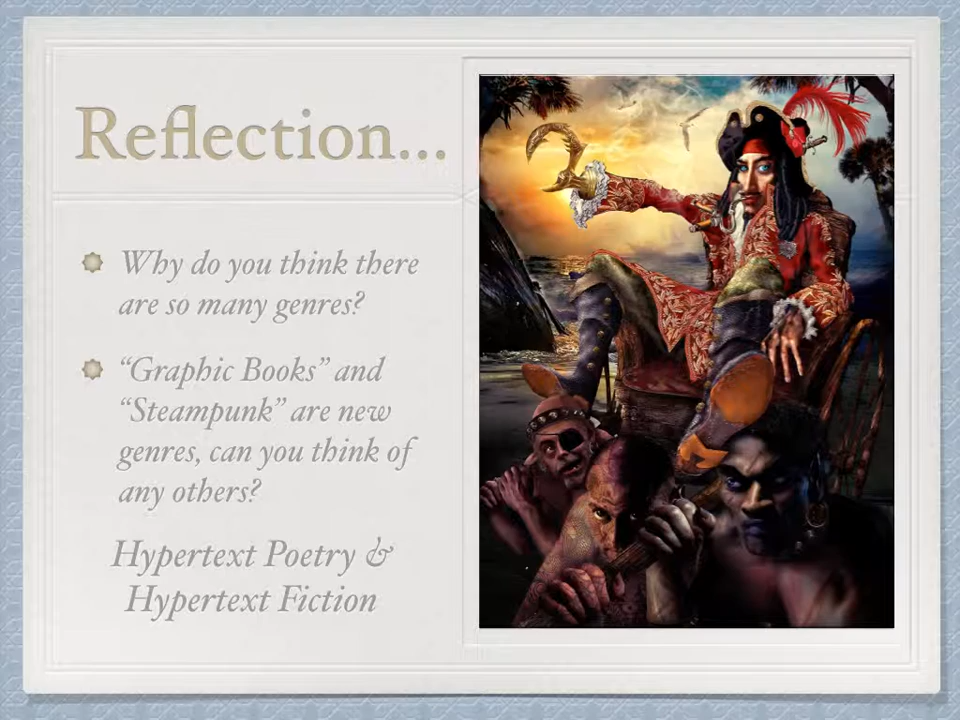 Reflection...
Why do you think there
are so many genres?
“Graphic Books” and
“Steampunk” are new
genres, can you think of
any others?
Hypertext Poetry &
Hypertext Fiction